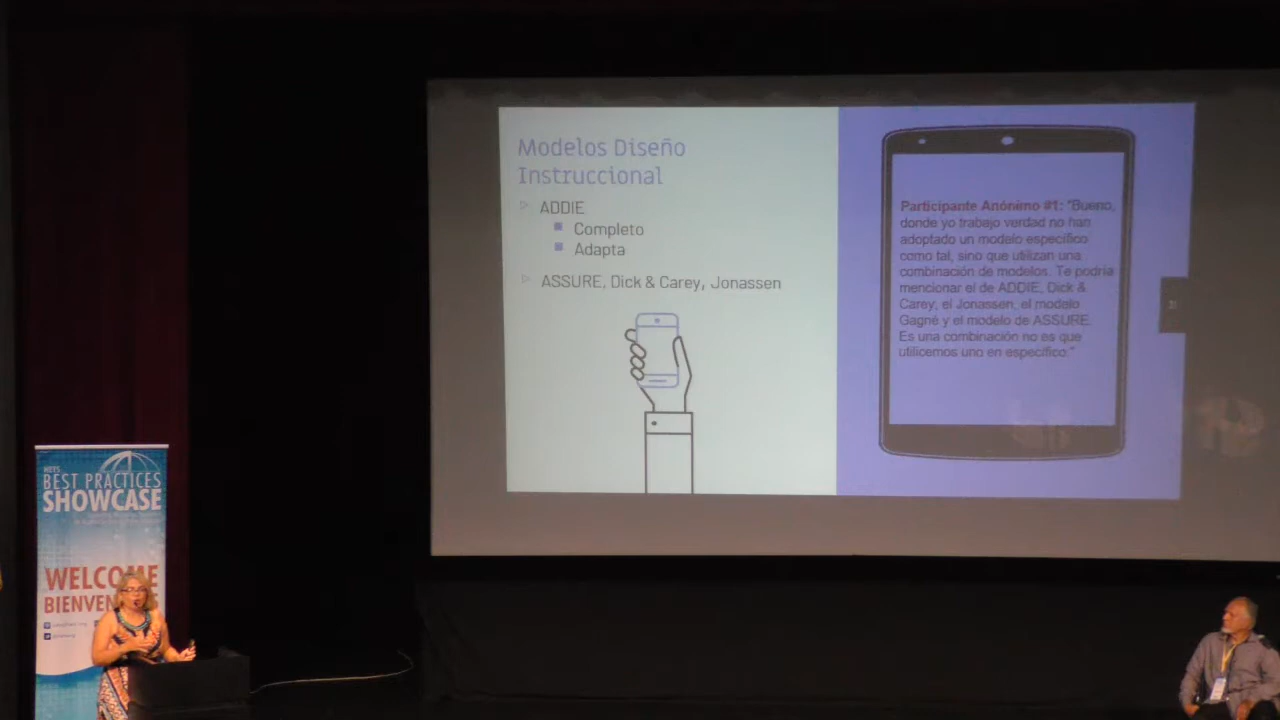 Modelos Diseño
Instruccional
ADDIE
Completo
Adapta
ASSURE, Dick & Carey, Jonassen
Participante Anónimo #1: "Bueno,
donde yo trabajo verdad no han
adoptado un modelo específico
como tal, sino que utilizan una
combinación de modelos. Te podría
mencionar el de ADDIE, Dick &
Carey, el Jonassen, el modelo
Gagné y el modelo de ASSURE.
Es una combinación no es que
utilicemos uno en específico."
HETS
BEST PRACTICES
SHOWCASE
WELCOME
BIENVEN